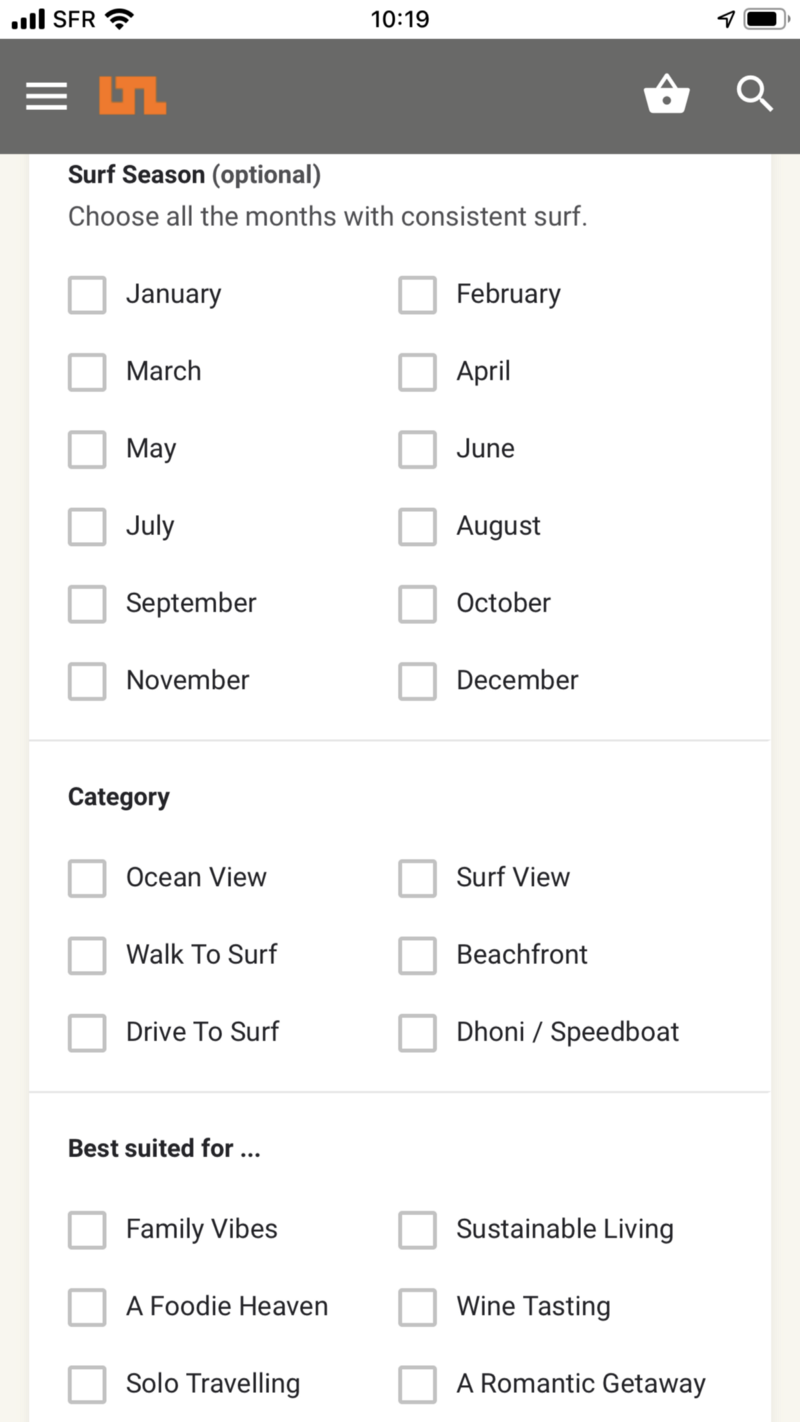 SFR 10:19
LTL
Surf Season (optional)
Choose all the months with consistent surf.
January February
March April
May June
July August
September October
November December
Category
Ocean View Surf View
Walk To Surf Beachfront
Drive To Surf Dhoni / Speedboat
Best suited for ...
Family Vibes Sustainable Living
A Foodie Heaven Wine Tasting
Solo Travelling A Romantic Getaway